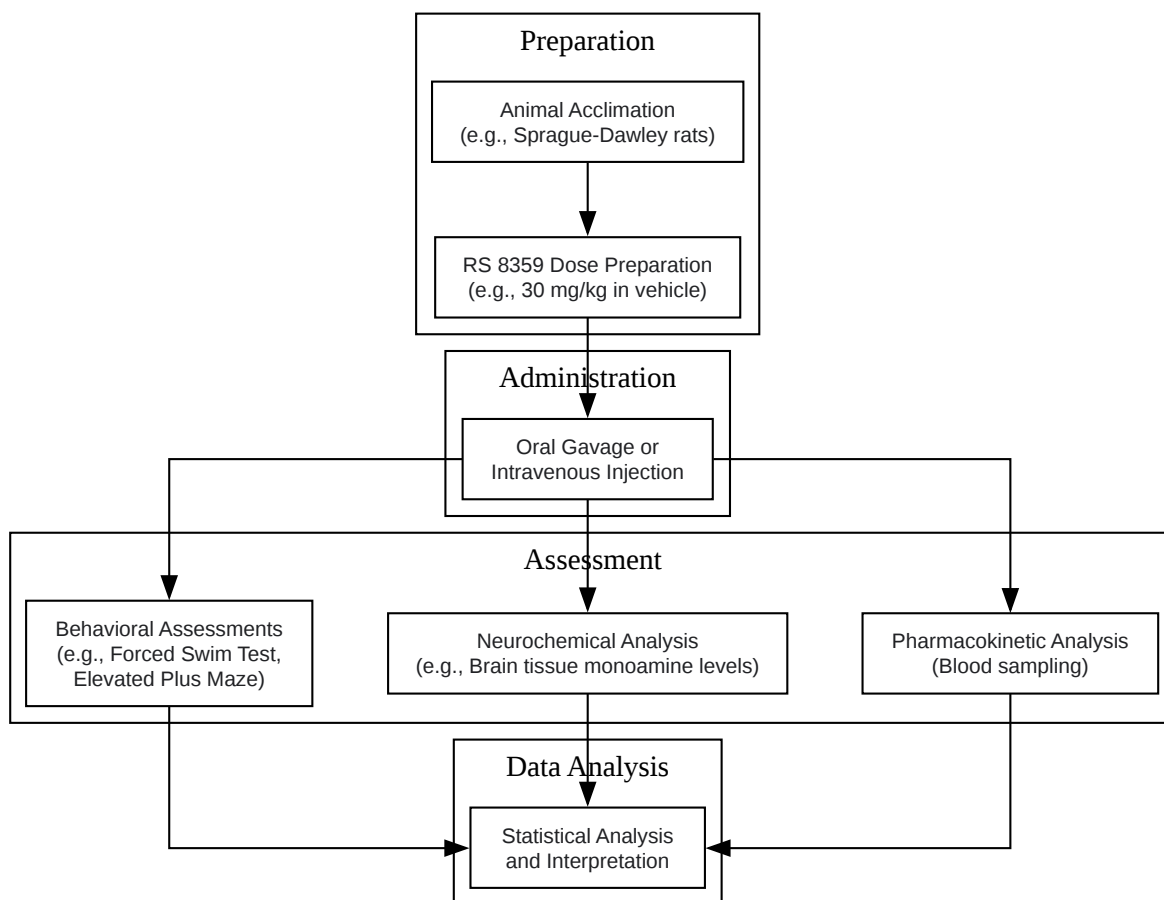 Preparation
Animal Acclimation
(e.g., Sprague-Dawley rats)
RS 8359 Dose Preparation
(e.g., 30 mg/kg in vehicle)
Administration
Oral Gavage or
Intravenous Injection
Assessment
Behavioral Assessments
(e.g., Forced Swim Test,
Elevated Plus Maze)
Neurochemical Analysis
(e.g., Brain tissue monoamine levels)
Pharmacokinetic Analysis
(Blood sampling)
Data Analysis
Statistical Analysis
and Interpretation